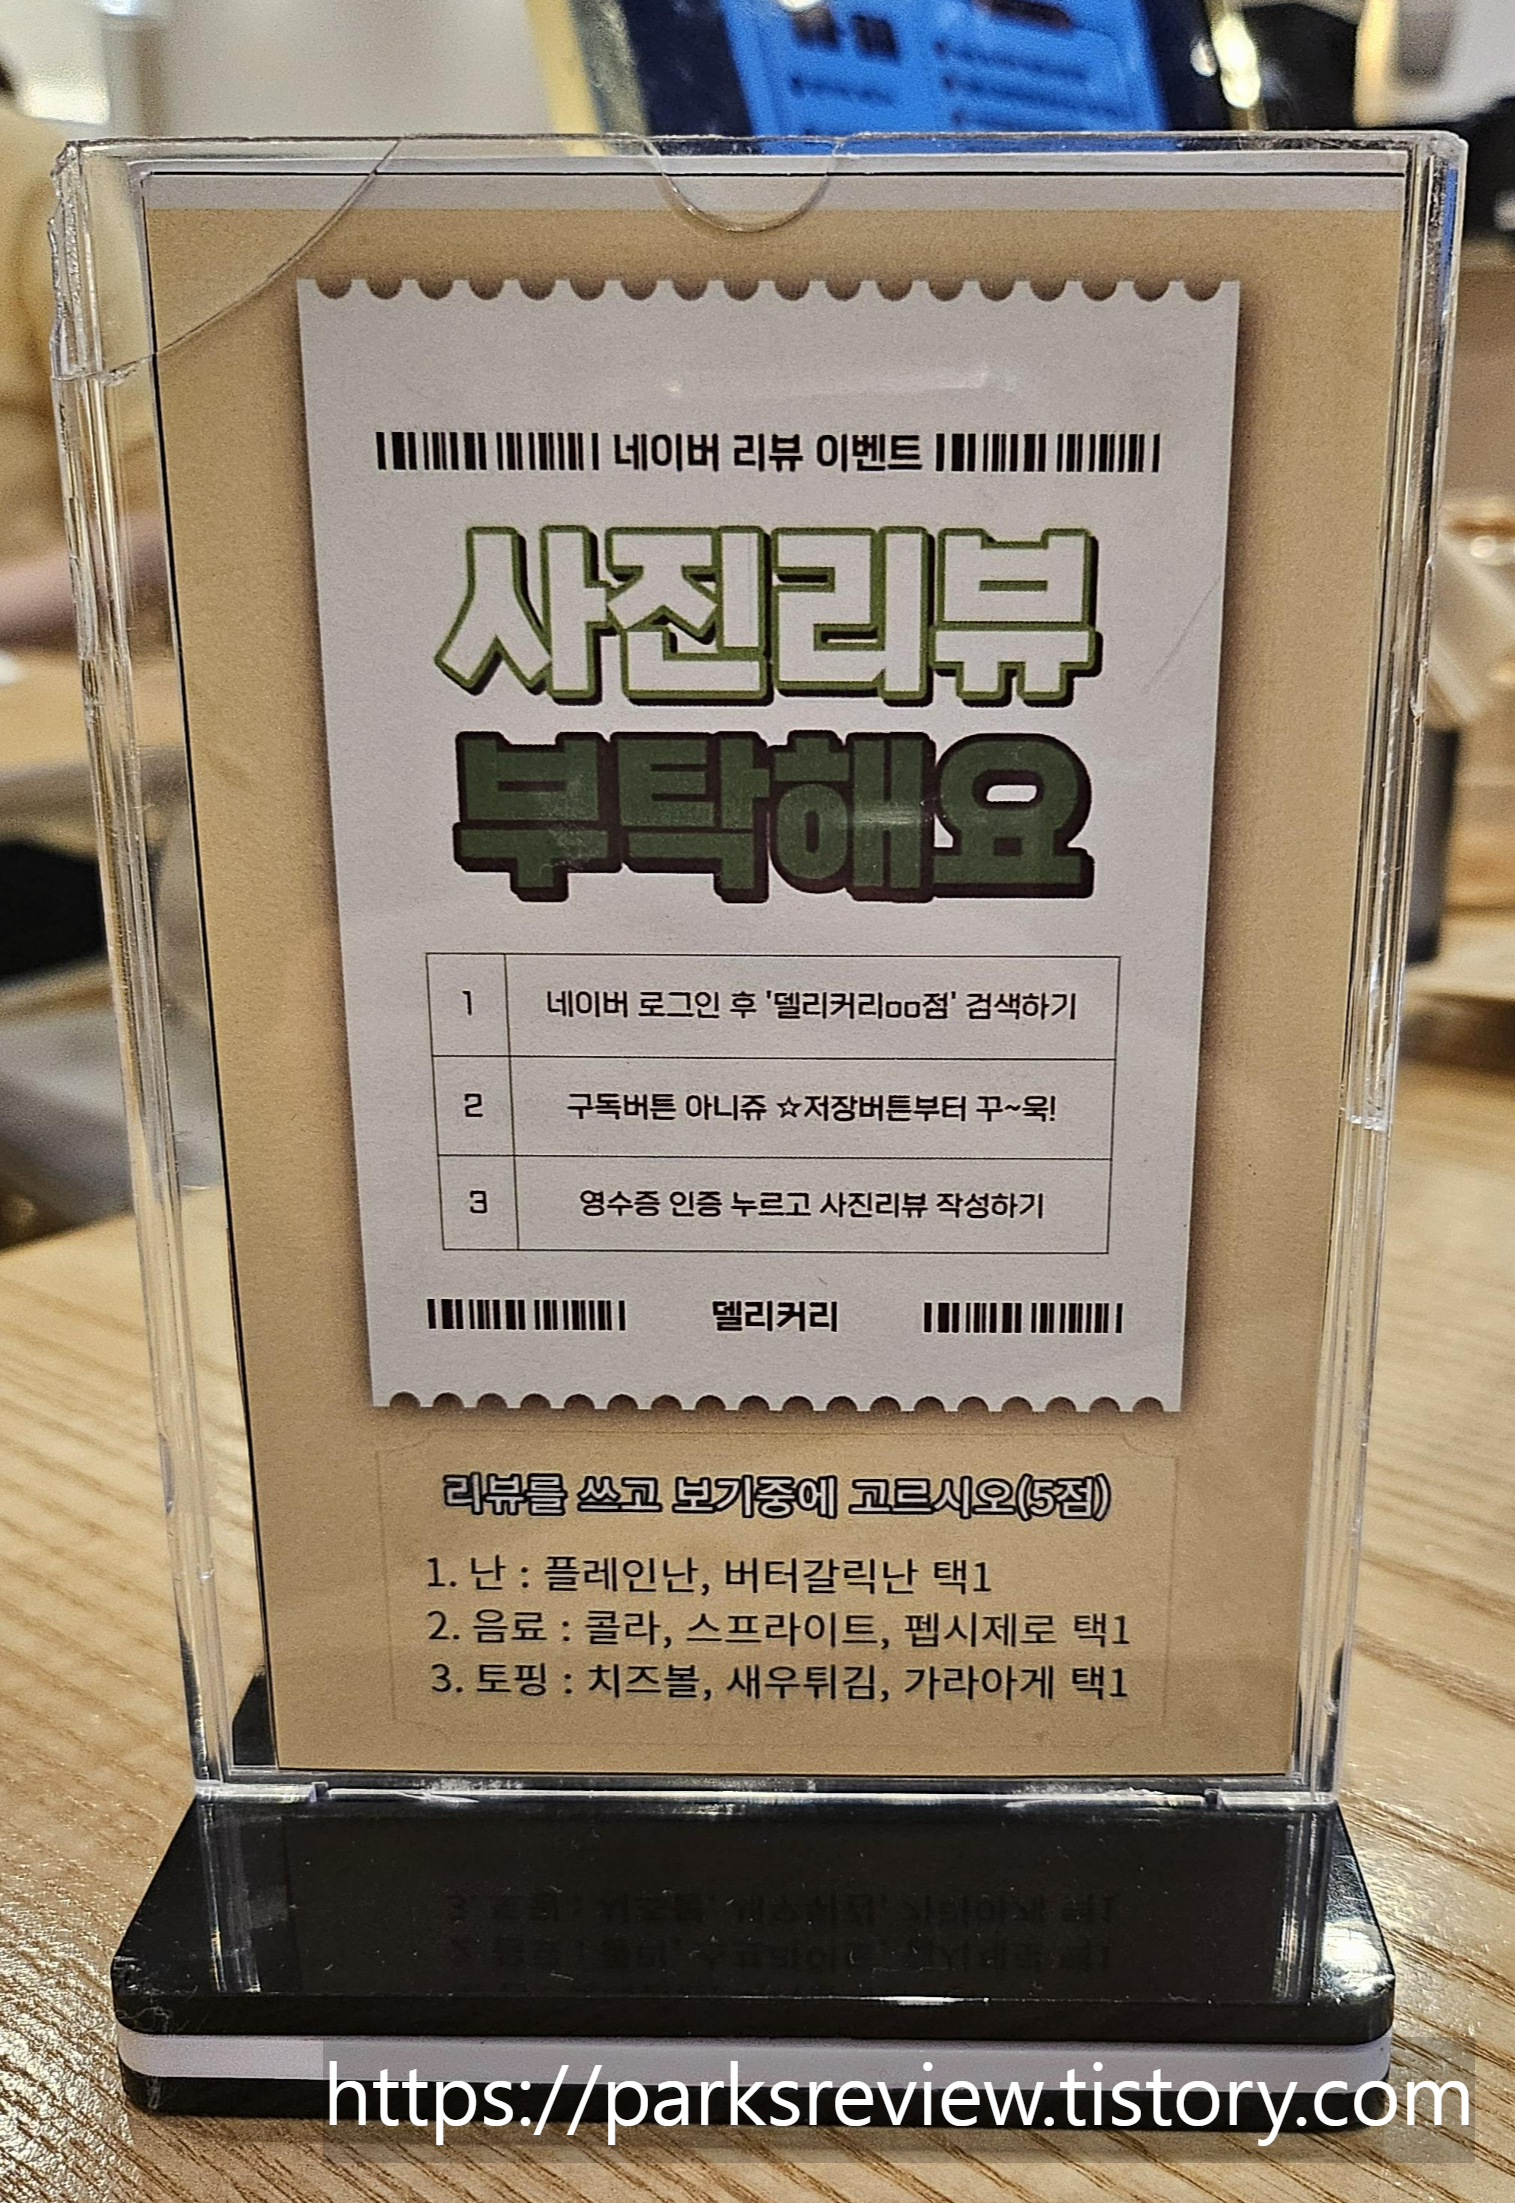 네이버 리뷰 이벤트
사진리뷰
부탁해요
1 네이버 로그인 후 '델리커리oo점' 검색하기
2 구독버튼 아니쥬 ☆저장버튼부터 꾸~욱!
3 영수증 인증 누르고 사진리뷰 작성하기
델리커리
리뷰를 쓰고 보기중에 고르시오(5점)
1. 난 : 플레인난, 버터갈릭난 택1
2. 음료 : 콜라, 스프라이트, 펩시제로 택1
3. 토핑 : 치즈볼, 새우튀김, 가라아게 택1
https://parksreview.tistory.com